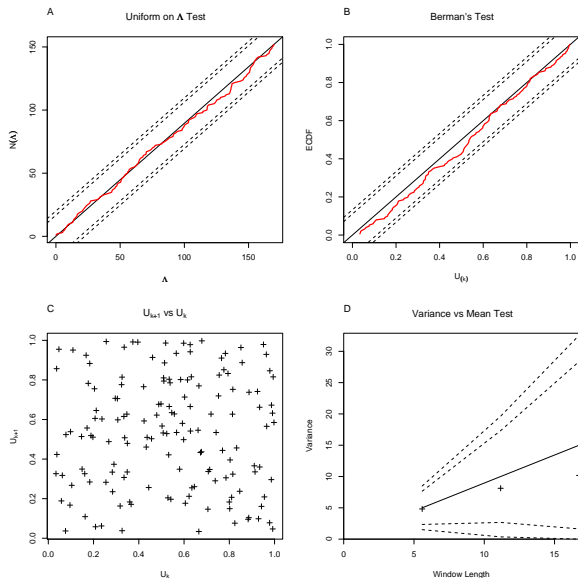 A
Uniform on Λ Test
N(Λ)
0 50 100 150
0 50 100 150
Λ
B
Berman's Test
ECDF
0.0 0.2 0.4 0.6 0.8 1.0
0.0 0.2 0.4 0.6 0.8 1.0
U(k)
C
Uk+1 vs Uk
Uk+1
0.0 0.2 0.4 0.6 0.8 1.0
0.0 0.2 0.4 0.6 0.8 1.0
Uk
D
Variance vs Mean Test
Variance
0 5 10 15 20 25 30
0 5 10 15
Window Length